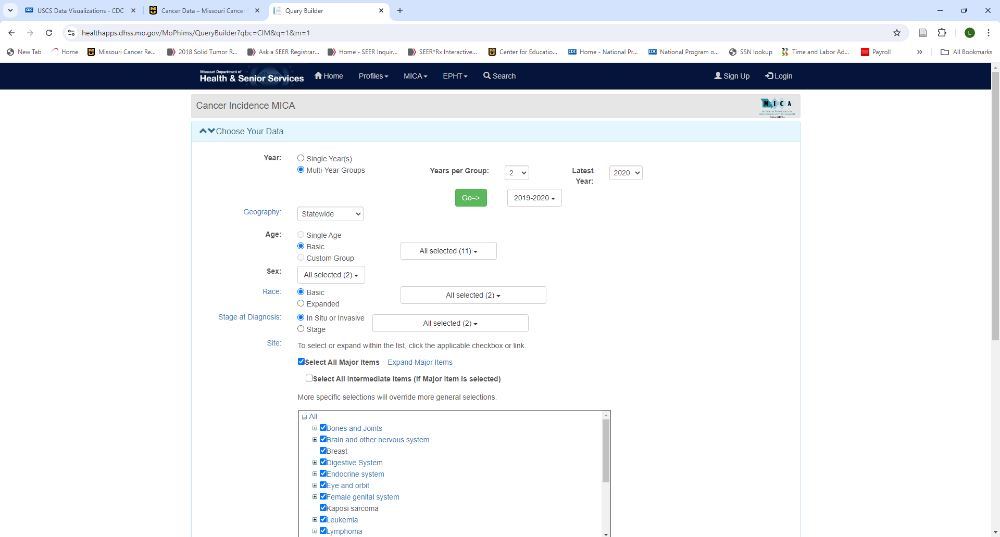 USCS Data Visualizations - CDC
Cancer Data – Missouri Cancer
Query Builder
healthapps.dhss.mo.gov/MoPhims/QueryBuilder?qbc=CIM&q=1&m=1
L
New Tab
Home
Missouri Cancer Re...
2018 Solid Tumor R...
Ask a SEER Registrar...
Home - SEER Inquir...
SEER*Rx Interactive...
Center for Educatio...
CDC Home - National Pr...
CDC National Program o...
SSN lookup
Time and Labor Ad...
Payroll
All Bookmarks
Missouri Department of
Health & Senior Services
Home
Profiles
MICA
EPHT
Search
Sign Up
Login
Cancer Incidence MICA
MICA
MISSOURI INFORMATION
FOR COMMUNITY ASSESSMENT
DATA MICAs
Choose Your Data
Year:
Single Year(s)
Multi-Year Groups
Years per Group:
2
Latest
Year:
2020
Go=>
2019-2020
Geography:
Statewide
Age:
Single Age
Basic
Custom Group
All selected (11)
Sex:
All selected (2)
Race:
Basic
Expanded
All selected (2)
Stage at Diagnosis:
In Situ or Invasive
Stage
All selected (2)
Site:
To select or expand within the list, click the applicable checkbox or link.
Select All Major Items
Expand Major Items
Select All Intermediate Items (If Major Item is selected)
More specific selections will override more general selections.
All
Bones and Joints
Brain and other nervous system
Breast
Digestive System
Endocrine system
Eye and orbit
Female genital system
Kaposi sarcoma
Leukemia
Lymphoma